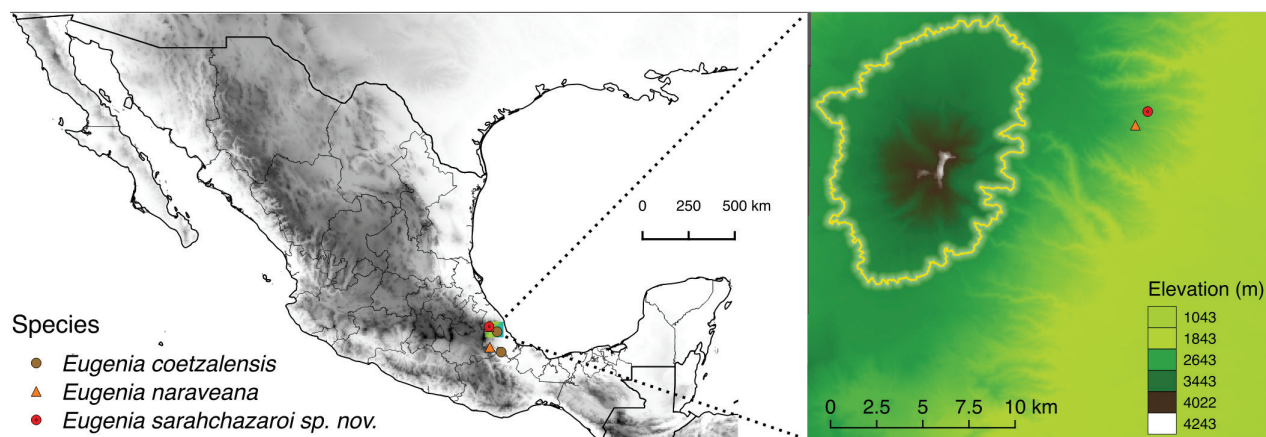 0 250 500 km
Species
Eugenia coetzalensis
Eugenia naraveana
Eugenia sarahchazaroi sp. nov.
Elevation (m)
1043
1843
2643
3443
4022
4243
0 2.5 5 7.5 10 km